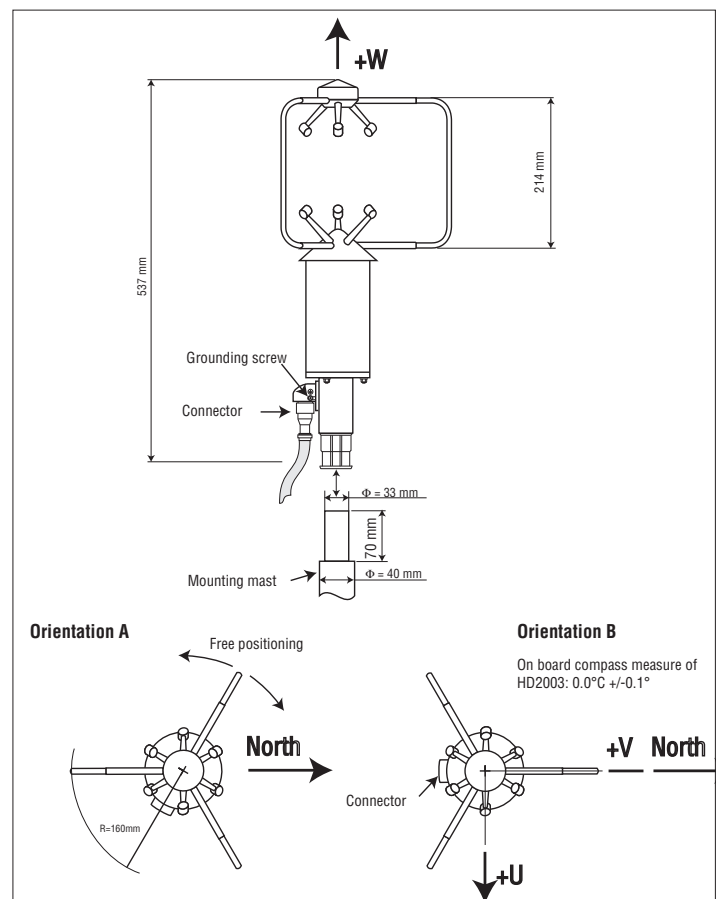 +W
214 mm
537 mm
Grounding screw
Connector
Φ = 33 mm
70 mm
Mounting mast
Φ = 40 mm
Orientation A
Free positioning
North
R=160mm
Orientation B
On board compass measure of
HD2003: 0.0°C +/-0.1°
+V North
Connector
+U